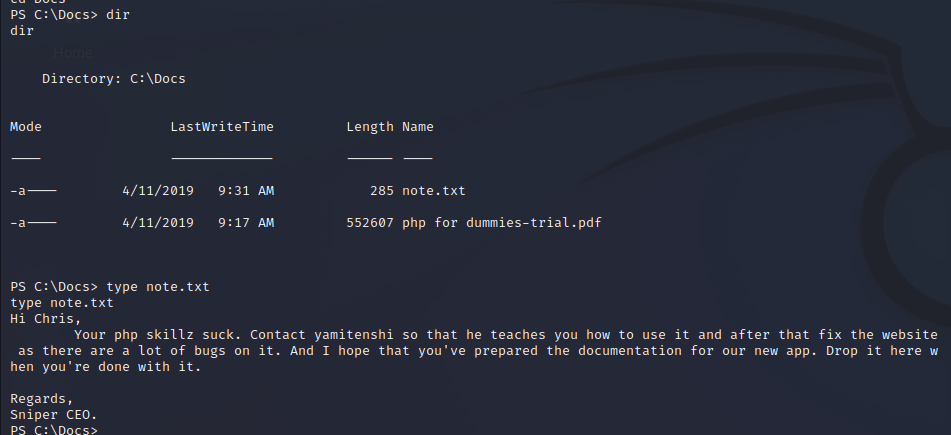 cd Docs
PS C:\Docs> dir
dir
Home
Directory: C:\Docs
Mode LastWriteTime Length Name
---- ------------- ------ ----
-a---- 4/11/2019 9:31 AM 285 note.txt
-a---- 4/11/2019 9:17 AM 552607 php for dummies-trial.pdf
PS C:\Docs> type note.txt
type note.txt
Hi Chris,
Your php skillz suck. Contact yamitenshi so that he teaches you how to use it and after that fix the website
as there are a lot of bugs on it. And I hope that you've prepared the documentation for our new app. Drop it here w
hen you're done with it.
Regards,
Sniper CEO.
PS C:\Docs>